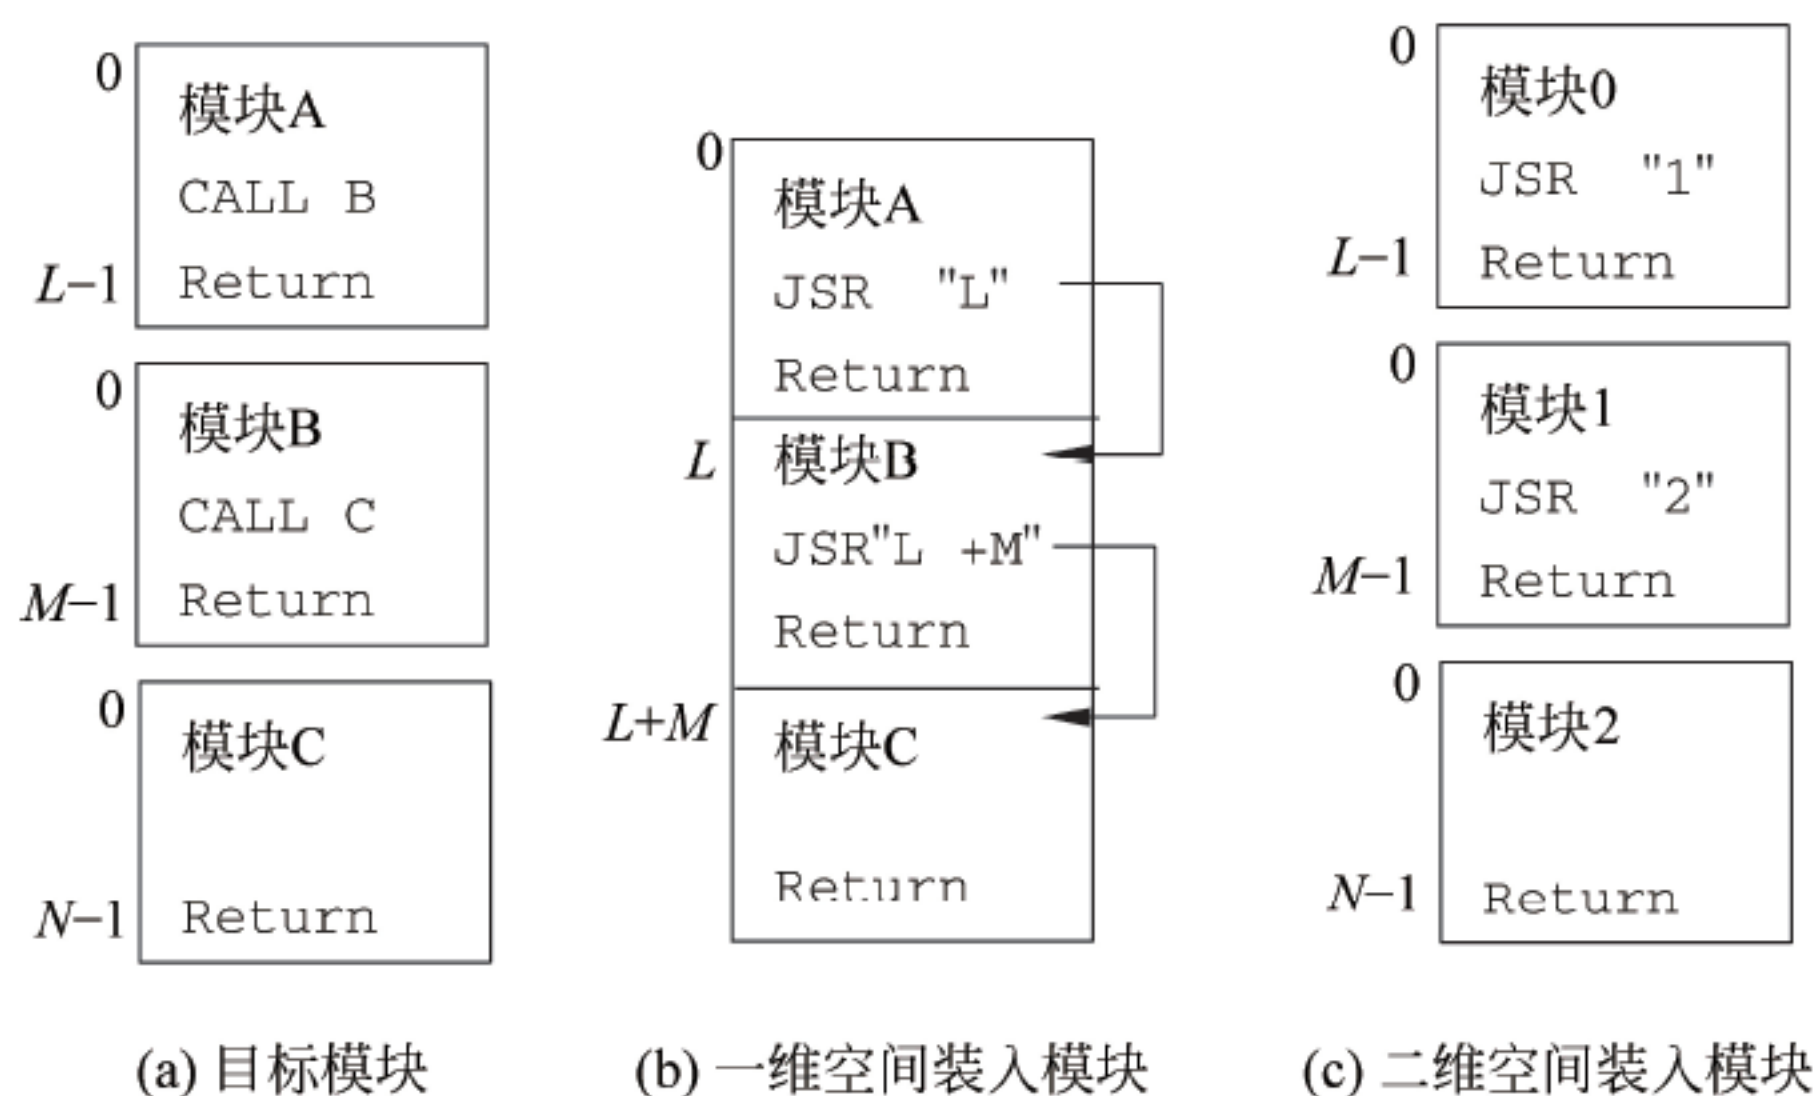 0
模块A
CALL B
L−1
Return
0
模块B
CALL C
M−1
Return
0
模块C
N−1
Return
(a) 目标模块
0
模块A
JSR "L"
Return
L
模块B
JSR"L +M"
Return
L+M
模块C
Return
(b) 一维空间装入模块
0
模块0
JSR "1"
L−1
Return
0
模块1
JSR "2"
M−1
Return
0
模块2
N−1
Return
(c) 二维空间装入模块